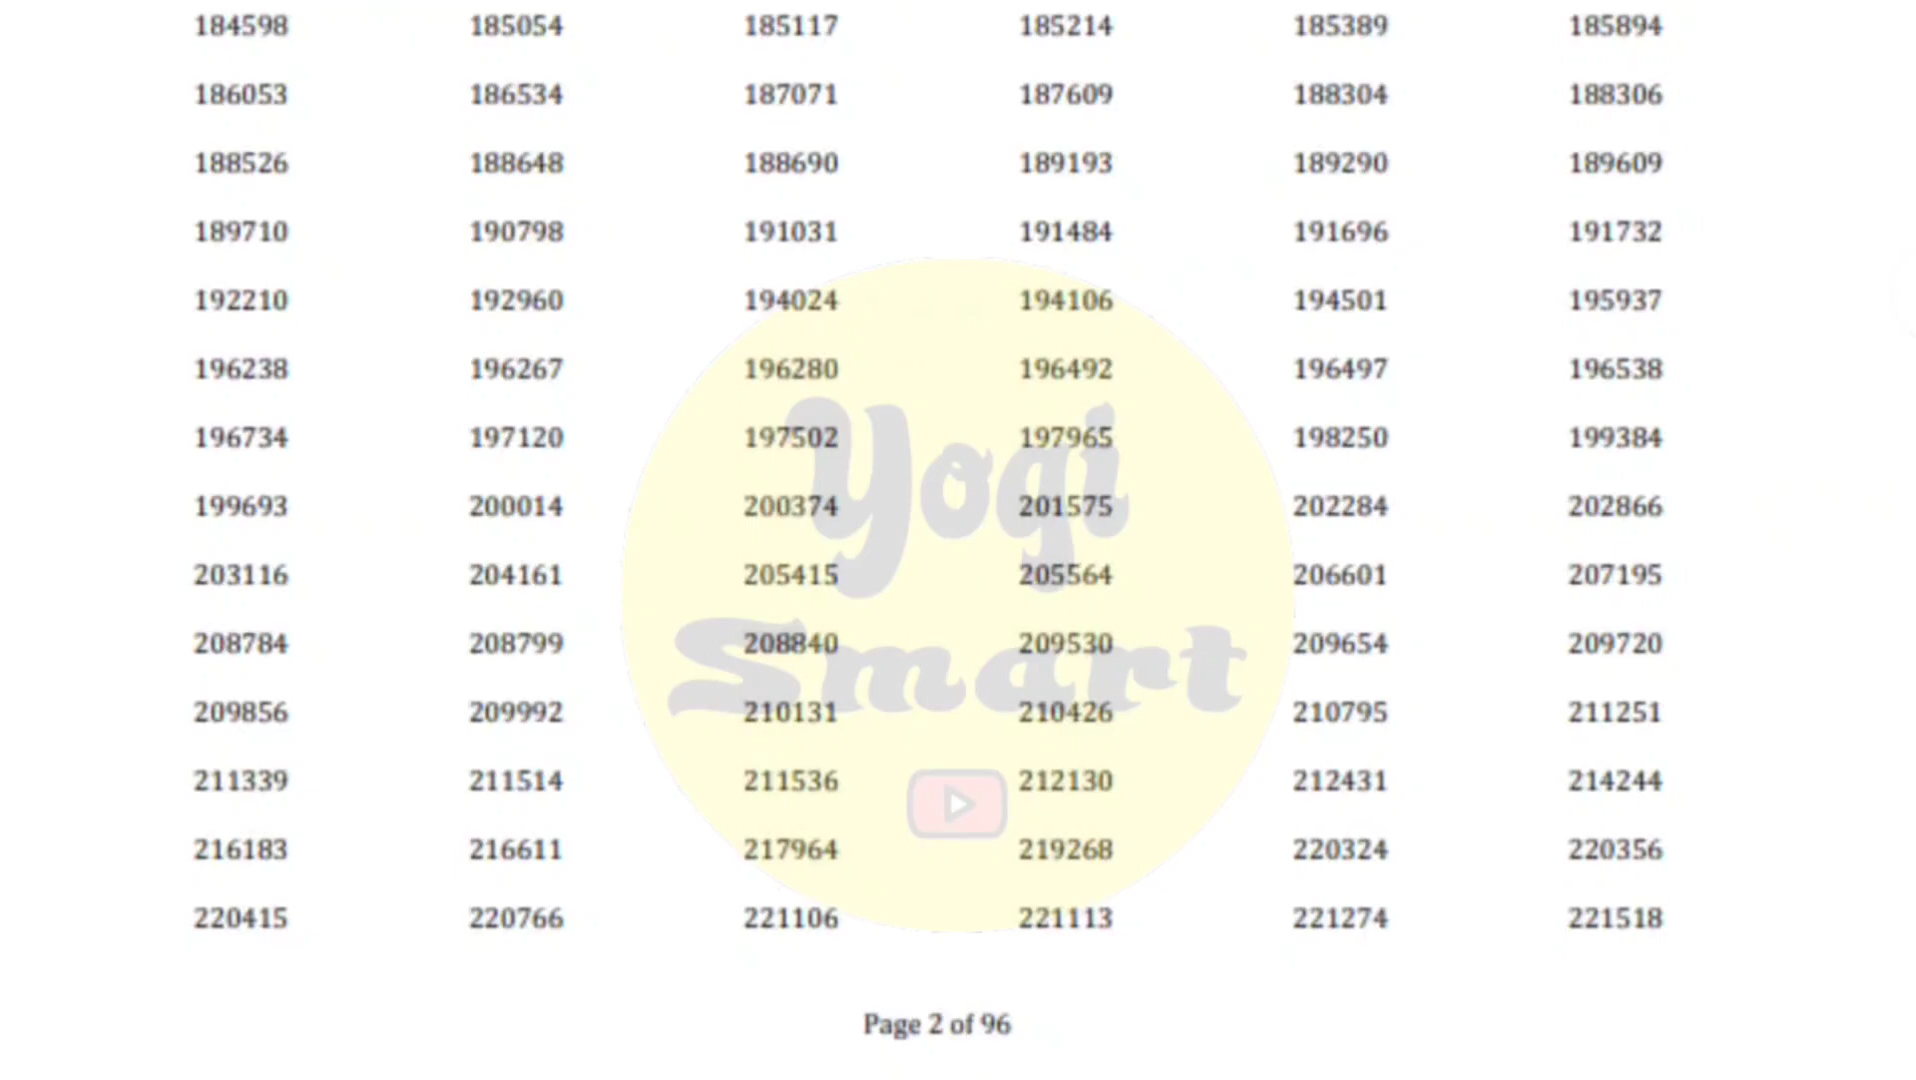 184598 185054 185117 185214 185389 185894
186053 186534 187071 187609 188304 188306
188526 188648 188690 189193 189290 189609
189710 190798 191031 191484 191696 191732
192210 192960 194024 194106 194501 195937
196238 196267 196280 196492 196497 196538
196734 197120 197502 197965 198250 199384
199693 200014 200374 201575 202284 202866
203116 204161 205415 205564 206601 207195
208784 208799 208840 209530 209654 209720
209856 209992 210131 210426 210795 211251
211339 211514 211536 212130 212431 214244
216183 216611 217964 219268 220324 220356
220415 220766 221106 221113 221274 221518
Yogi
Smart
Page 2 of 96